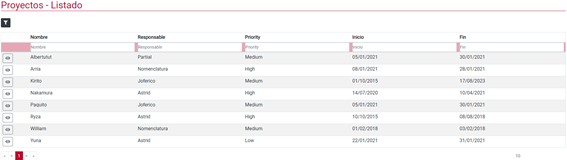 Proyectos - Listado
Nombre Responsable Priority Inicio Fin
Nombre Responsable Priority Inicio Fin
Albertutut Partial Medium 05/01/2021 30/01/2021
Arria Nomenclatura High 08/01/2021 28/01/2021
Kirito Joferico Medium 01/10/2015 17/08/2023
Nakamura Astrid High 14/07/2020 10/04/2021
Paquito Joferico Medium 05/01/2021 30/01/2021
Ryza Astrid High 10/10/2015 08/08/2018
William Nomenclatura Medium 01/02/2018 03/02/2018
Yuna Astrid Low 22/01/2021 31/01/2021
1 10